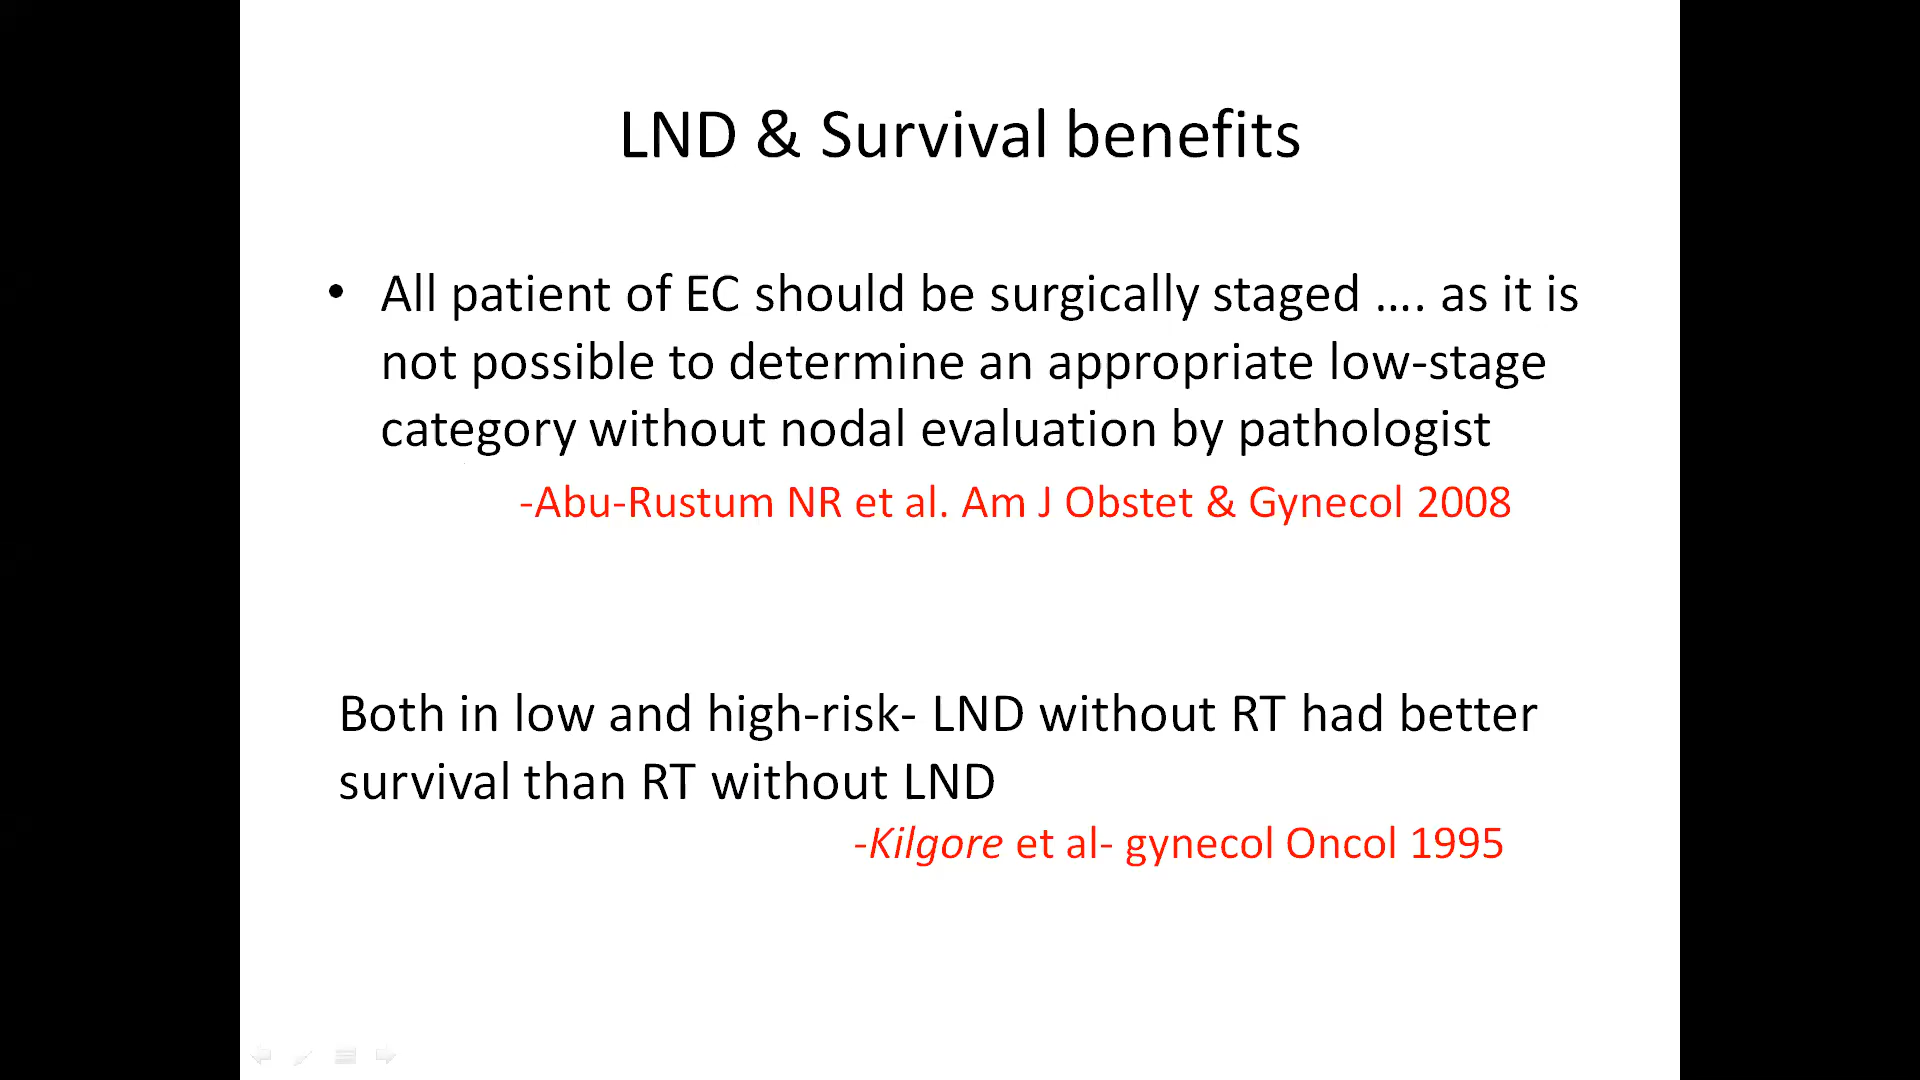 LND & Survival benefits
• All patient of EC should be surgically staged .... as it is
not possible to determine an appropriate low-stage
category without nodal evaluation by pathologist
-Abu-Rustum NR et al. Am J Obstet & Gynecol 2008
Both in low and high-risk- LND without RT had better
survival than RT without LND
-Kilgore et al- gynecol Oncol 1995